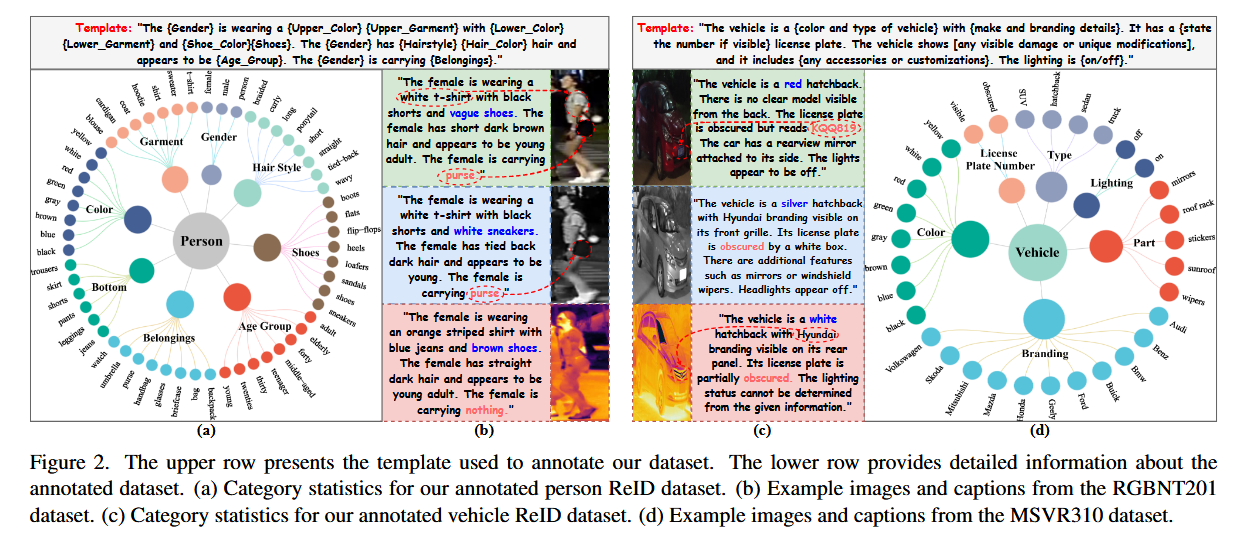 Template: "The {Gender} is wearing a {Upper_Color} {Upper_Garment} with {Lower_Color}
{Lower_Garment} and {Shoe_Color}{Shoes}. The {Gender} has {Hairstyle} {Hair_Color} hair and
appears to be {Age_Group}. The {Gender} is carrying {Belongings}."
Template: "The vehicle is a {color and type of vehicle} with {make and branding details}. It has a {state
the number if visible} license plate. The vehicle shows [any visible damage or unique modifications],
and it includes {any accessories or customizations}. The lighting is {on/off}."
Person
Garment
blouse
cardigan
coat
hoodie
shirt
sweater
t-shirt
Gender
female
male
person
Hair Style
braided
curly
long
ponytail
short
straight
tied-back
wavy
Shoes
boots
flats
flip-flops
heels
loafers
sandals
shoes
sneakers
Age Group
adult
elderly
forty
middle-aged
teenager
thirty
twenties
young
Belongings
backpack
bag
briefcase
glasses
handbag
purse
umbrella
watch
Bottom
jeans
leggings
pants
shorts
skirt
trousers
Color
black
blue
brown
gray
green
red
white
yellow
(a)
"The female is wearing a
white t-shirt with black
shorts and vague shoes. The
female has short dark brown
hair and appears to be young
adult. The female is carrying
purse."
"The female is wearing a
white t-shirt with black
shorts and white sneakers.
The female has tied back
dark hair and appears to be
young. The female is
carrying purse."
"The female is wearing
an orange striped shirt with
blue jeans and brown shoes.
The female has straight
dark hair and appears to be
young adult. The female is
carrying nothing."
(b)
"The vehicle is a red hatchback.
There is no clear model visible
from the back. The license plate
is obscured but reads KQQ819.
The car has a rearview mirror
attached to its side. The lights
appear to be off."
"The vehicle is a silver hatchback
with Hyundai branding visible on
its front grille. Its license plate
is obscured by a white box.
There are additional features
such as mirrors or windshield
wipers. Headlights appear off."
"The vehicle is a white
hatchback with Hyundai
branding visible on its rear
panel. Its license plate is
partially obscured. The lighting
status cannot be determined
from the given information."
(c)
Vehicle
License
Plate Number
visible
obscured
Type
SUV
hatchback
sedan
truck
Lighting
off
on
Part
mirrors
roof rack
stickers
sunroof
wipers
Branding
Audi
Benz
Bmw
Buick
Ford
Geely
Honda
Mazda
Mitsubishi
Skoda
Volkswagen
Color
black
blue
brown
gray
green
red
white
yellow
(d)
Figure 2. The upper row presents the template used to annotate our dataset. The lower row provides detailed information about the
annotated dataset. (a) Category statistics for our annotated person ReID dataset. (b) Example images and captions from the RGBNT201
dataset. (c) Category statistics for our annotated vehicle ReID dataset. (d) Example images and captions from the MSVR310 dataset.